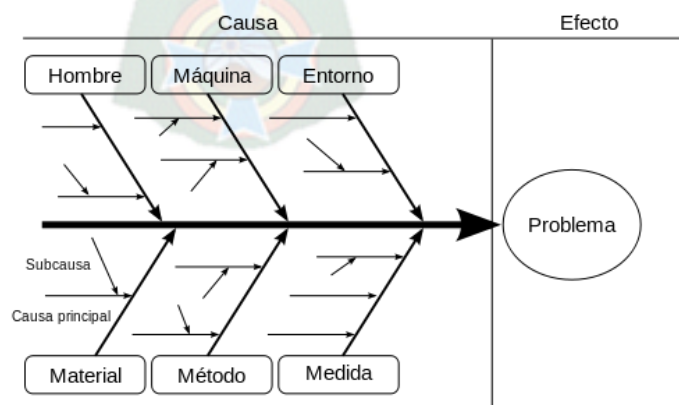 Causa
Efecto
Hombre
Máquina
Entorno
Problema
Subcausa
Causa principal
Material
Método
Medida